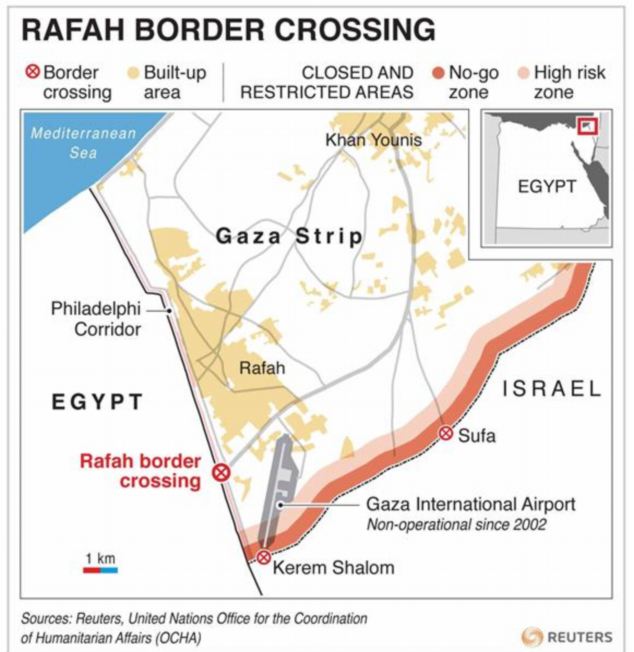 RAFAH BORDER CROSSING
Border
crossing
Built-up
area
CLOSED AND
RESTRICTED AREAS
No-go
zone
High risk
zone
Mediterranean
Sea
Khan Younis
EGYPT
Gaza Strip
Philadelphi
Corridor
Rafah
EGYPT
ISRAEL
Sufa
Rafah border
crossing
Gaza International Airport
Non-operational since 2002
1 km
Kerem Shalom
Sources: Reuters, United Nations Office for the Coordination
of Humanitarian Affairs (OCHA)
REUTERS